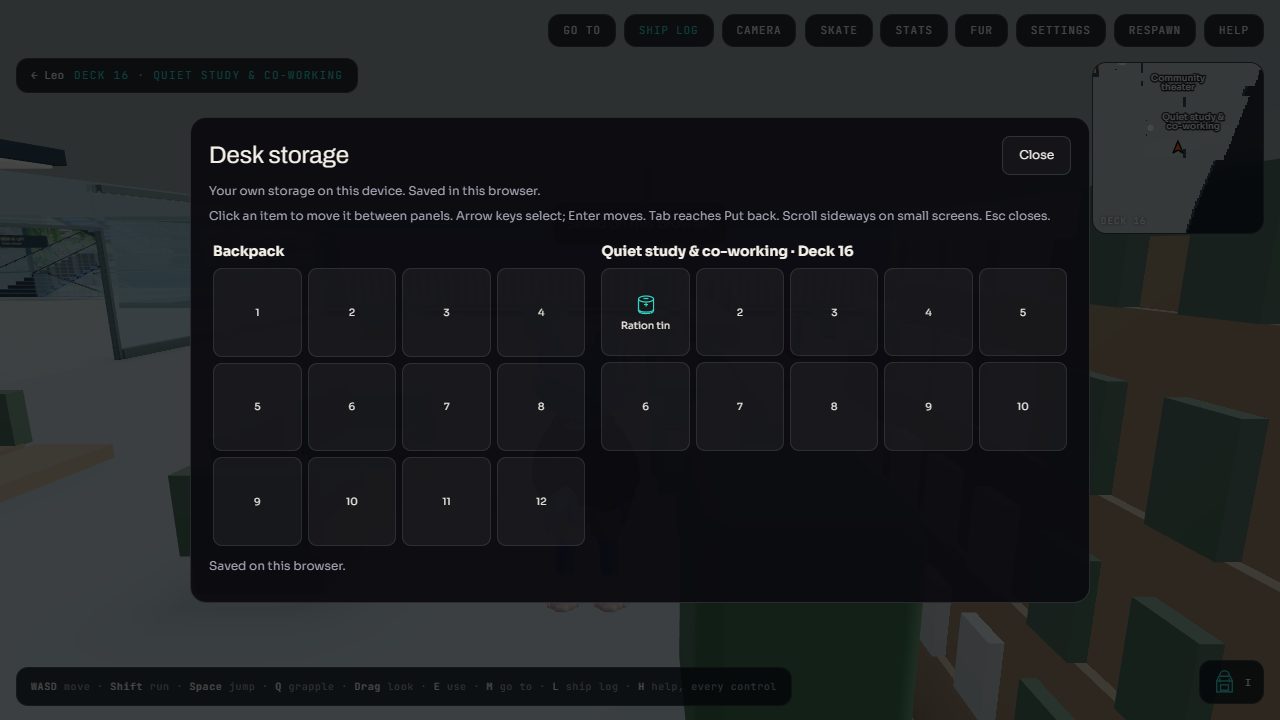 GO TO
SHIP LOG
CAMERA
SKATE
STATS
FUR
SETTINGS
RESPAWN
HELP
← Leo DECK 16 · QUIET STUDY & CO-WORKING
Community
theater
Quiet study &
co-working
DECK 16
Desk storage
Close
Your own storage on this device. Saved in this browser.
Click an item to move it between panels. Arrow keys select; Enter moves. Tab reaches Put back. Scroll sideways on small screens. Esc closes.
Backpack
1 2 3 4
5 6 7 8
9 10 11 12
Quiet study & co-working · Deck 16
Ration tin 2 3 4 5
6 7 8 9 10
Saved on this browser.
WASD move · Shift run · Space jump · Q grapple · Drag look · E use · M go to · L ship log · H help, every control
I